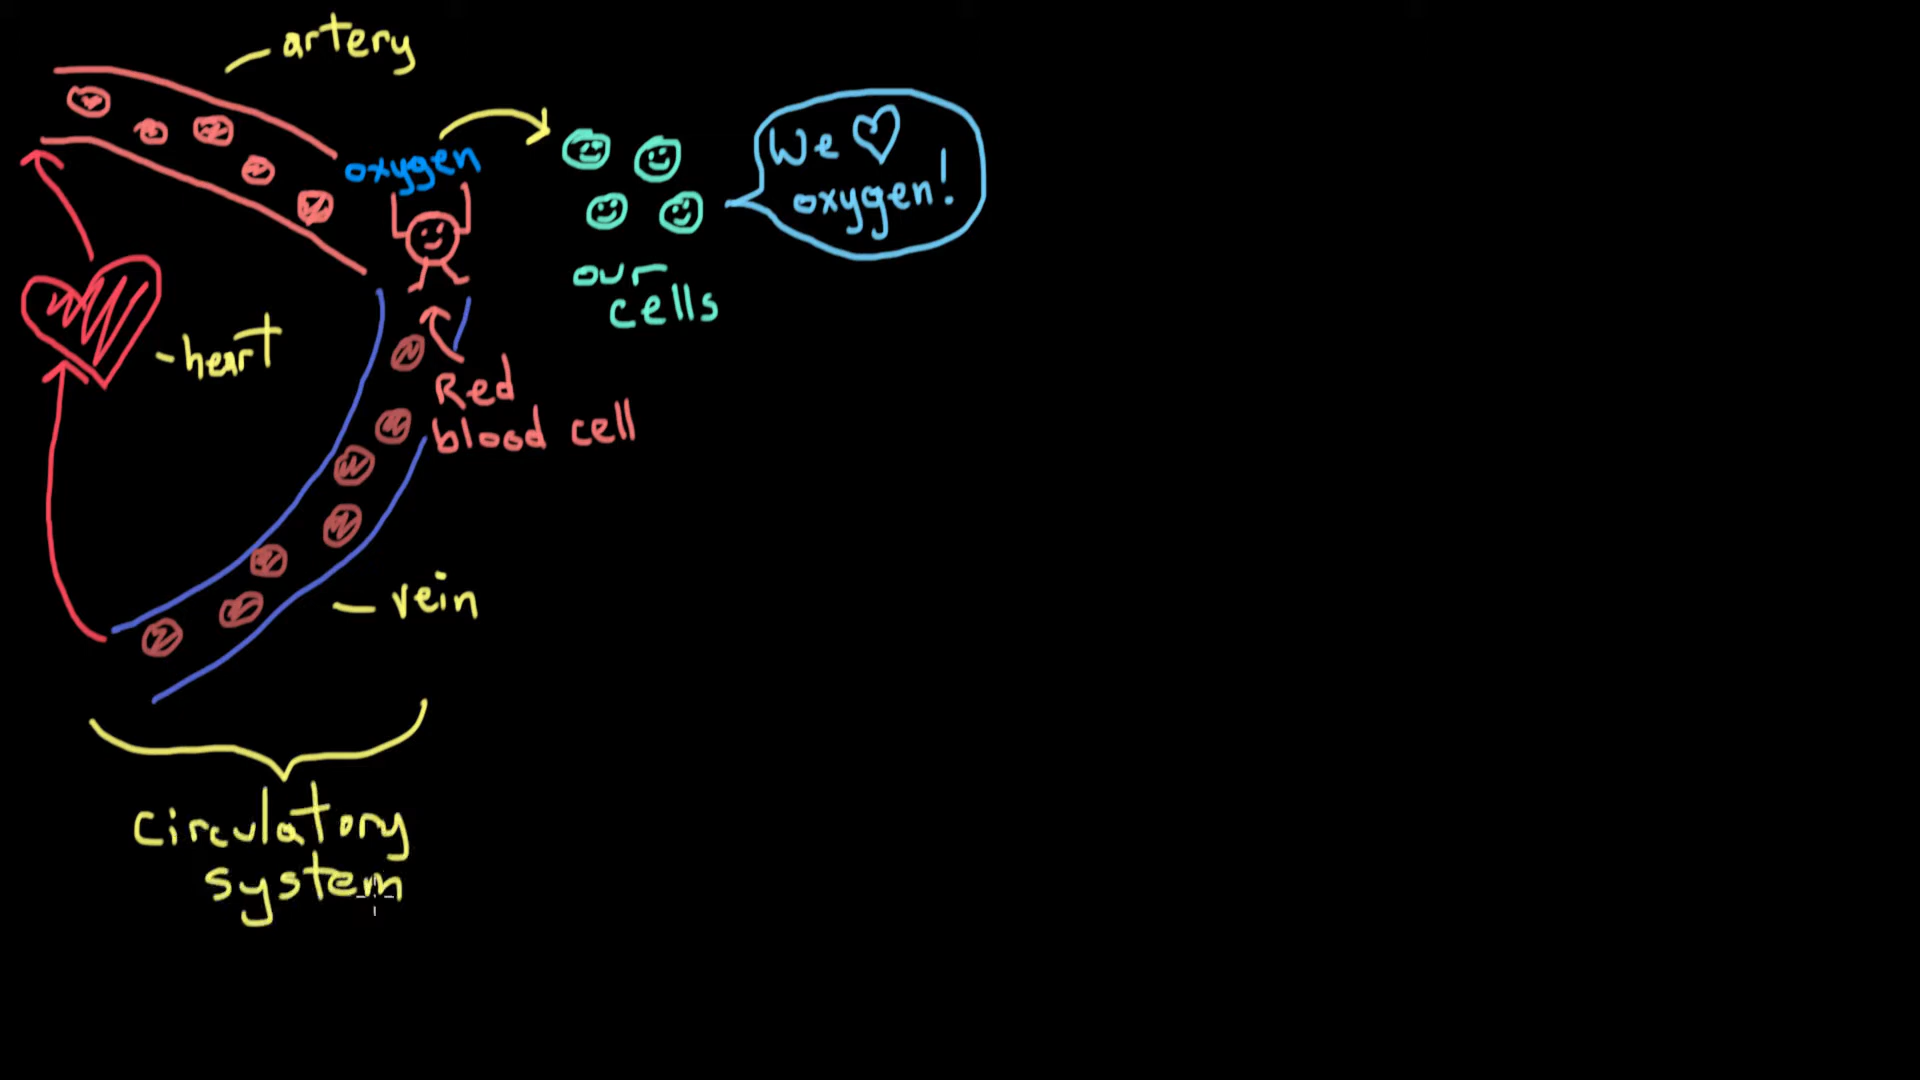 artery
oxygen
We ♡
oxygen!
our
cells
heart
Red
blood cell
vein
Circulatory
system